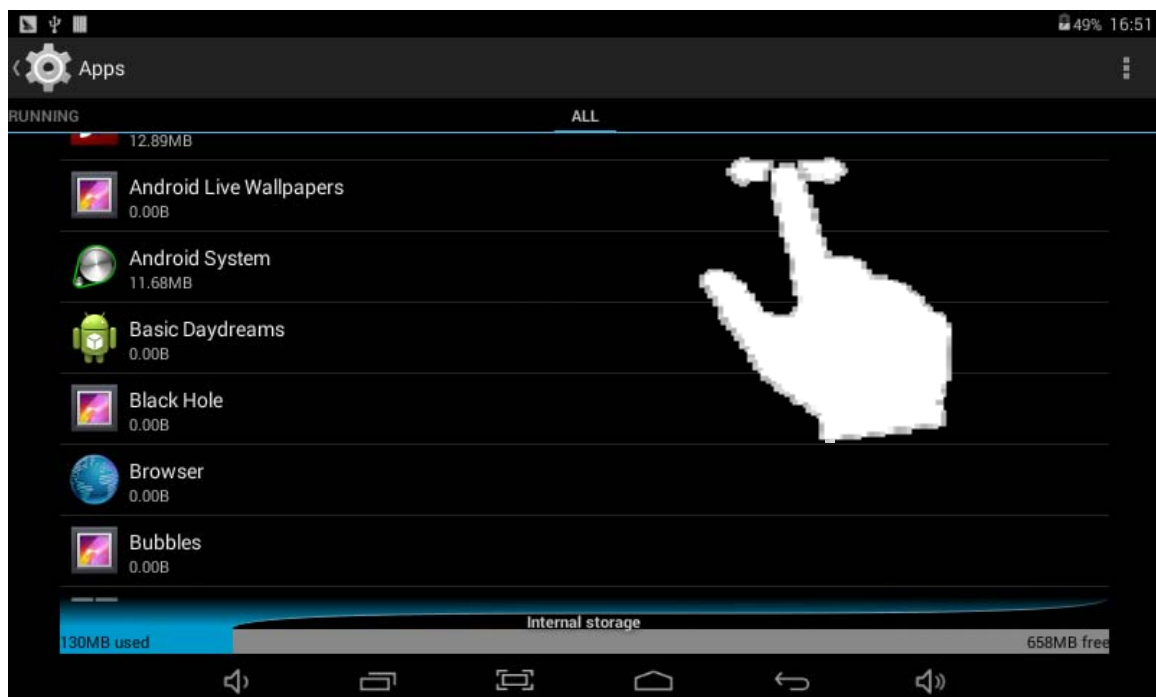 49% 16:51
Apps
RUNNING ALL
12.89MB
Android Live Wallpapers
0.00B
Android System
11.68MB
Basic Daydreams
0.00B
Black Hole
0.00B
Browser
0.00B
Bubbles
0.00B
Internal storage
130MB used 658MB free